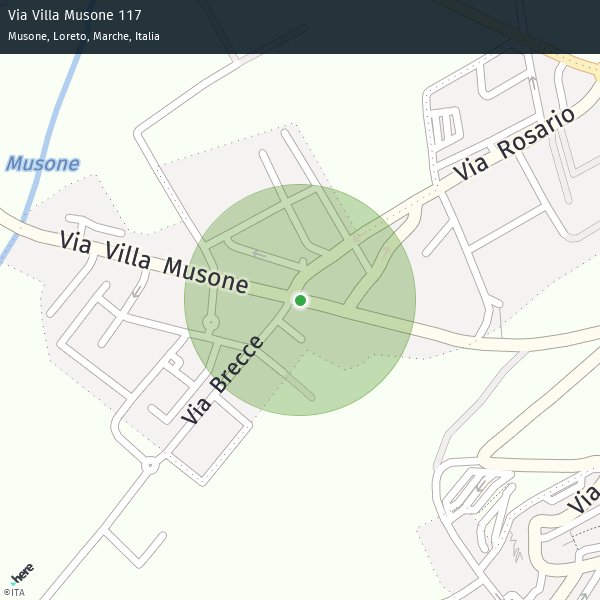 Via Villa Musone 117
Musone, Loreto, Marche, Italia
Musone
Via Rosario
Via Villa Musone
Via Brecce
Via
here
©ITA